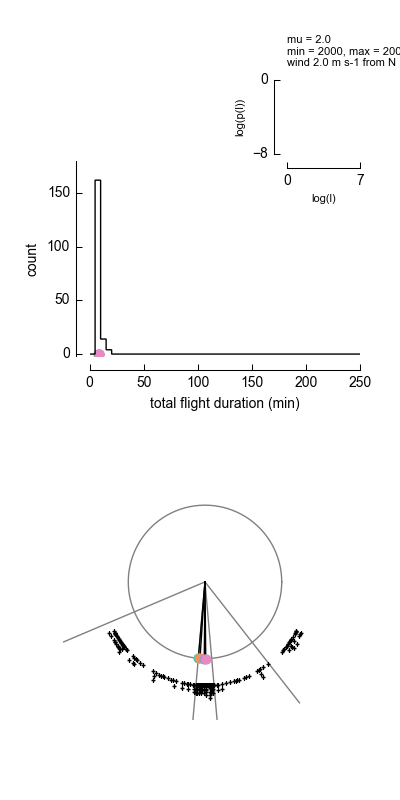 mu = 2.0
min = 2000, max = 200
wind 2.0 m s-1 from N
0
log(p(l))
−8
0 7
log(l)
150
100
50
0
count
0 50 100 150 200 250
total flight duration (min)